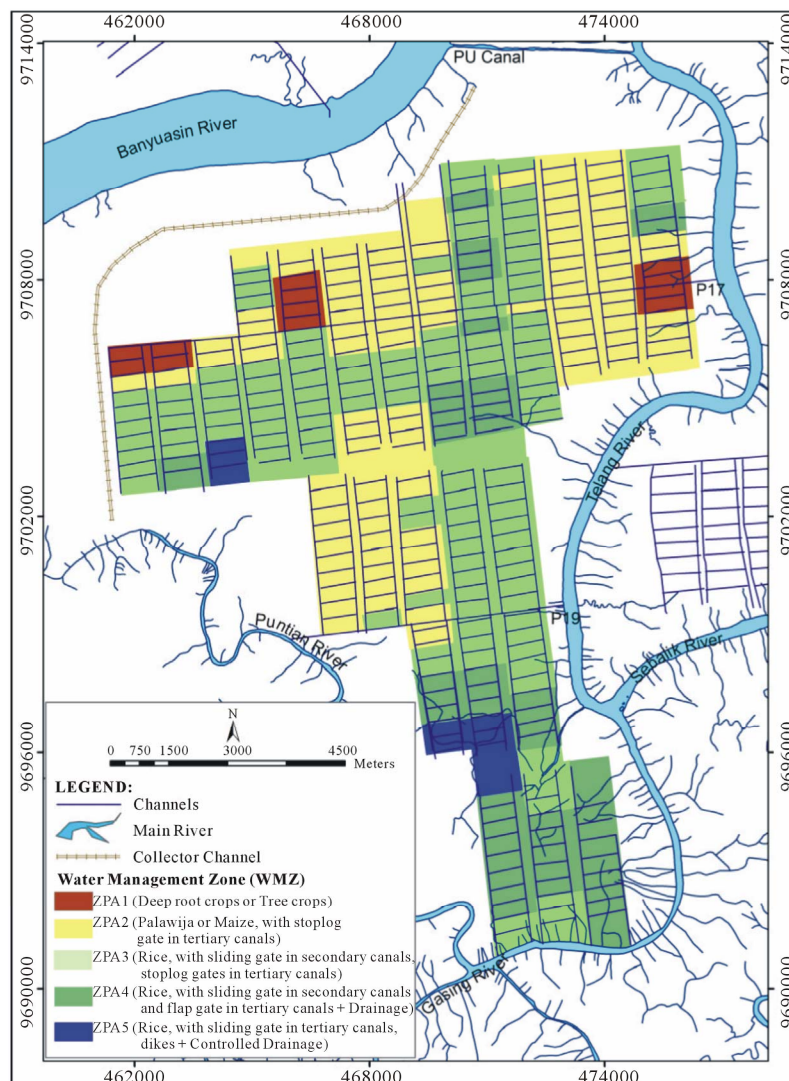 462000 468000 474000
9714000 9714000
PU Canal
Banyuasin River
9708000 9708000
P17
Telang River
9702000 9702000
P19
Puntian River
Sebalik River
N
0 750 1500 3000 4500
Meters
9696000 9696000
LEGEND:
Channels
Main River
Collector Channel
Water Management Zone (WMZ)
ZPA1 (Deep root crops or Tree crops)
ZPA2 (Palawija or Maize, with stoplog
gate in tertiary canals)
ZPA3 (Rice, with sliding gate in secondary canals,
stoplog gates in tertiary canals)
ZPA4 (Rice, with sliding gate in secondary canals
and flap gate in tertiary canals + Drainage)
ZPA5 (Rice, with sliding gate in tertiary canals,
dikes + Controlled Drainage)
Gasing River
9690000 9690000
462000 468000 474000